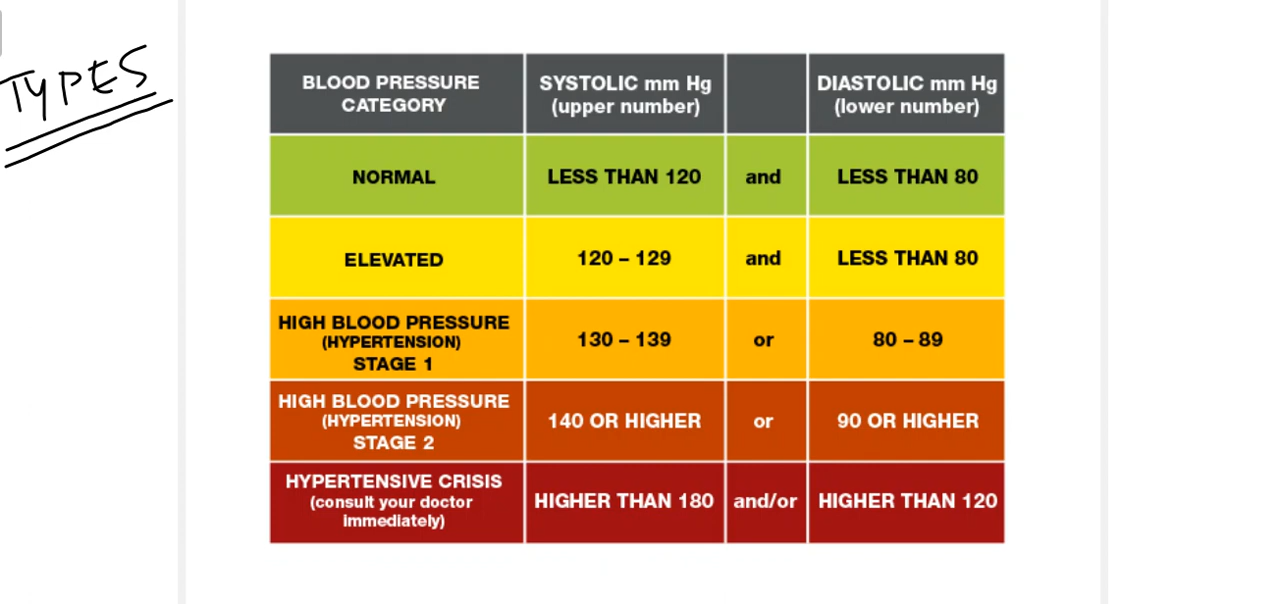 TYPES
BLOOD PRESSURE CATEGORY SYSTOLIC mm Hg (upper number) DIASTOLIC mm Hg (lower number)
NORMAL LESS THAN 120 and LESS THAN 80
ELEVATED 120 – 129 and LESS THAN 80
HIGH BLOOD PRESSURE (HYPERTENSION) STAGE 1 130 – 139 or 80 – 89
HIGH BLOOD PRESSURE (HYPERTENSION) STAGE 2 140 OR HIGHER or 90 OR HIGHER
HYPERTENSIVE CRISIS (consult your doctor immediately) HIGHER THAN 180 and/or HIGHER THAN 120